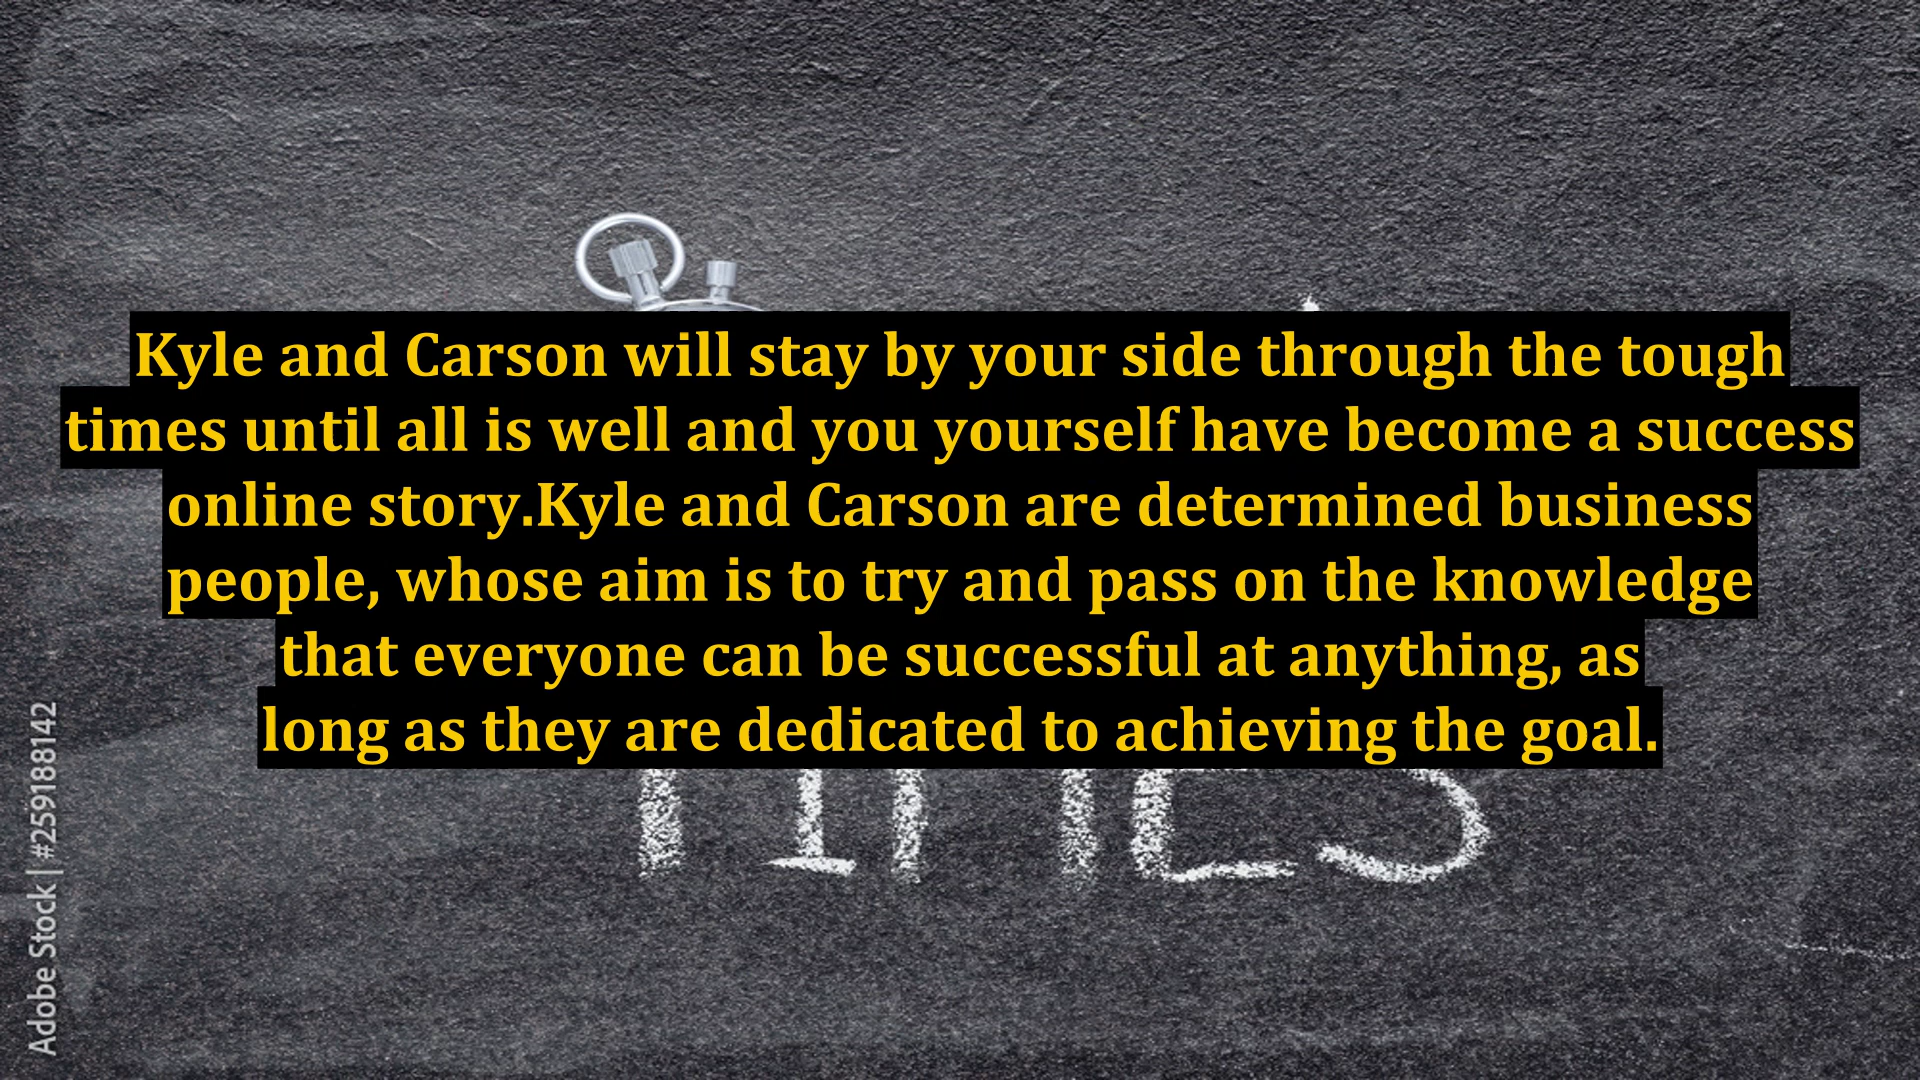 Kyle and Carson will stay by your side through the tough
times until all is well and you yourself have become a success
online story.Kyle and Carson are determined business
people, whose aim is to try and pass on the knowledge
that everyone can be successful at anything, as
long as they are dedicated to achieving the goal.
Adobe Stock | #259188142